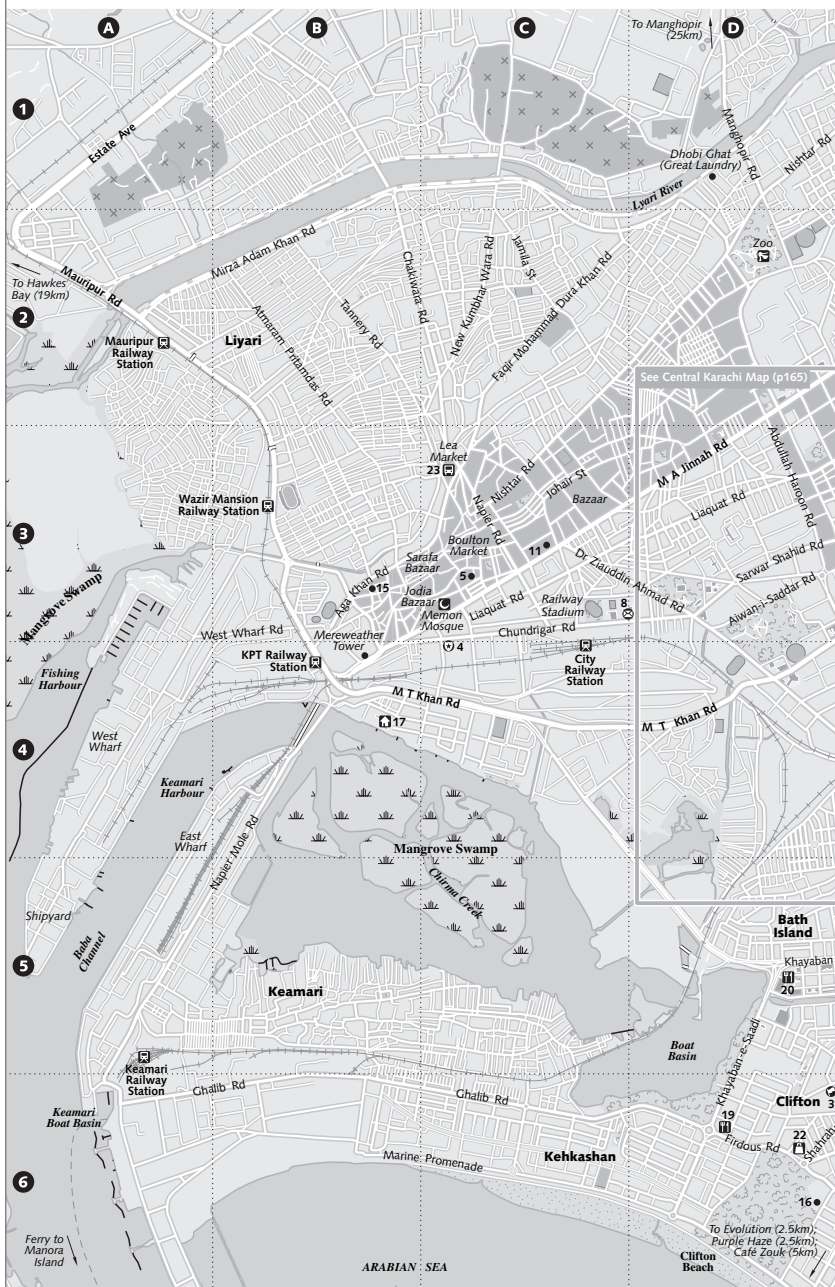 A
B
C
D
To Manghopir
(25km)
1
Estate Ave
Manghopir Rd
Nishtar Rd
Dhobi Ghat
(Great Laundry)
Lyari River
Zoo
To Hawkes
Bay (19km)
Mauripur Rd
Mirza Adam Khan Rd
Chakiwara Rd
New Kumbhar Wara Rd
Jamila St
Faqir Mohammad Dura Khan Rd
2
Mauripur
Railway
Station
Liyari
Atmaram Pritamdas Rd
Tannery Rd
See Central Karachi Map (p165)
Lea
Market
23
Nishtar Rd
Johair St
Bazaar
M A Jinnah Rd
Abdullah Haroon Rd
Liaquat Rd
Napier Rd
Wazir Mansion
Railway Station
3
Boulton
Market
Sarafa
Bazaar
11
5
Dr Ziauddin Ahmad Rd
Sarwar Shahid Rd
Aiwan-i-Saddar Rd
Mangrove Swamp
Aga Khan Rd
15
Jodia
Bazaar
Memon
Mosque
Liaquat Rd
Railway
Stadium
8
West Wharf Rd
Mereweather
Tower
Chundrigar Rd
KPT Railway
Station
4
City
Railway
Station
Fishing
Harbour
M T Khan Rd
M T Khan Rd
17
4
West
Wharf
Keamari
Harbour
East
Wharf
Napier Mole Rd
Mangrove Swamp
Chirma Creek
Shipyard
Baba
Channel
Bath
Island
5
Khayaban
20
Keamari
Boat
Basin
Khayaban-e-Saadi
Keamari
Railway
Station
Ghalib Rd
Ghalib Rd
Clifton
3
Keamari
Boat Basin
19
Firdous Rd
22
Shahrah
Kehkashan
Marine Promenade
6
16
Ferry to
Manora
Island
To Evolution (2.5km);
Purple Haze (2.5km);
Café Zouk (5km)
Clifton
Beach
ARABIAN SEA